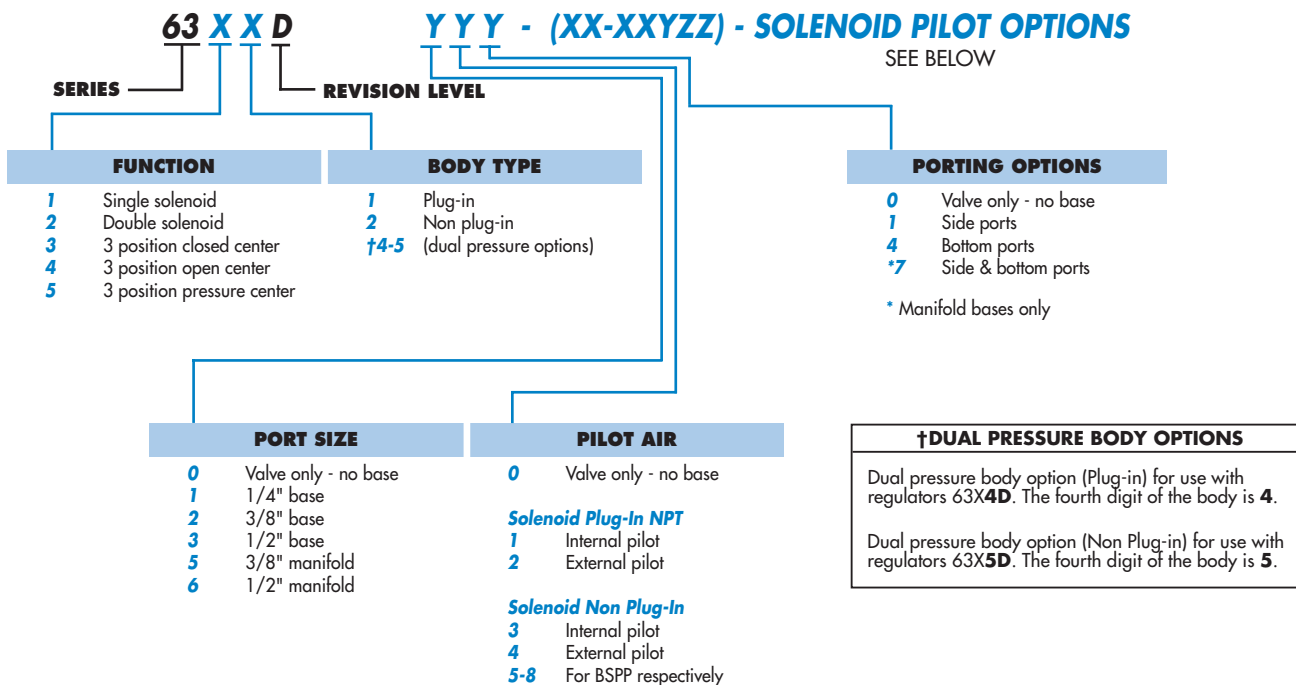 63 X X D Y Y Y - (XX-XXYZZ) - SOLENOID PILOT OPTIONS
SEE BELOW
SERIES
REVISION LEVEL
FUNCTION
1 Single solenoid
2 Double solenoid
3 3 position closed center
4 3 position open center
5 3 position pressure center
BODY TYPE
1 Plug-in
2 Non plug-in
†4-5 (dual pressure options)
PORTING OPTIONS
0 Valve only - no base
1 Side ports
4 Bottom ports
*7 Side & bottom ports
* Manifold bases only
PORT SIZE
0 Valve only - no base
1 1/4" base
2 3/8" base
3 1/2" base
5 3/8" manifold
6 1/2" manifold
PILOT AIR
0 Valve only - no base
Solenoid Plug-In NPT
1 Internal pilot
2 External pilot
Solenoid Non Plug-In
3 Internal pilot
4 External pilot
5-8 For BSPP respectively
†DUAL PRESSURE BODY OPTIONS
Dual pressure body option (Plug-in) for use with
regulators 63X4D. The fourth digit of the body is 4.
Dual pressure body option (Non Plug-in) for use with
regulators 63X5D. The fourth digit of the body is 5.